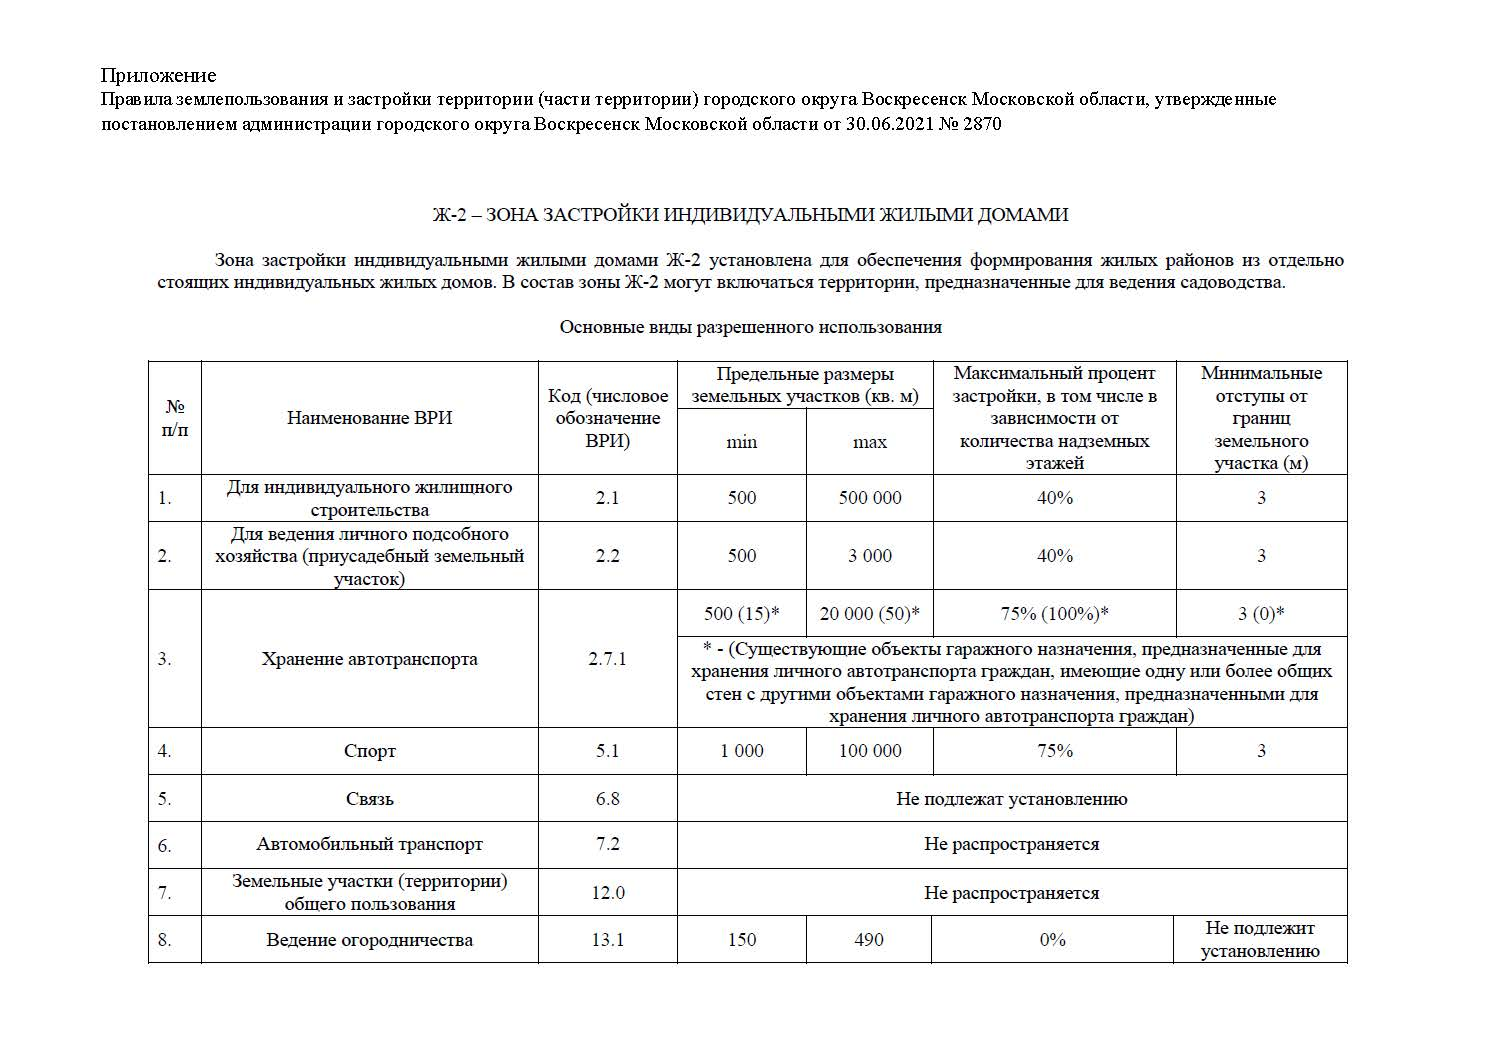 Приложение
Правила землепользования и застройки территории (части территории) городского округа Воскресенск Московской области, утвержденные
постановлением администрации городского округа Воскресенск Московской области от 30.06.2021 № 2870
Ж-2 – ЗОНА ЗАСТРОЙКИ ИНДИВИДУАЛЬНЫМИ ЖИЛЫМИ ДОМАМИ
Зона застройки индивидуальными жилыми домами Ж-2 установлена для обеспечения формирования жилых районов из отдельно
стоящих индивидуальных жилых домов. В состав зоны Ж-2 могут включаться территории, предназначенные для ведения садоводства.
Основные виды разрешенного использования
№
п/п
Наименование ВРИ
Код (числовое
обозначение
ВРИ)
Предельные размеры
земельных участков (кв. м)
min
max
Максимальный процент
застройки, в том числе в
зависимости от
количества надземных
этажей
Минимальные
отступы от
границ
земельного
участка (м)
1.
Для индивидуального жилищного
строительства
2.1
500
500 000
40%
3
2.
Для ведения личного подсобного
хозяйства (приусадебный земельный
участок)
2.2
500
3 000
40%
3
3.
Хранение автотранспорта
2.7.1
500 (15)*
20 000 (50)*
75% (100%)*
3 (0)*
* - (Существующие объекты гаражного назначения, предназначенные для
хранения личного автотранспорта граждан, имеющие одну или более общих
стен с другими объектами гаражного назначения, предназначенными для
хранения личного автотранспорта граждан)
4.
Спорт
5.1
1 000
100 000
75%
3
5.
Связь
6.8
Не подлежат установлению
6.
Автомобильный транспорт
7.2
Не распространяется
7.
Земельные участки (территории)
общего пользования
12.0
Не распространяется
8.
Ведение огородничества
13.1
150
490
0%
Не подлежит
установлению